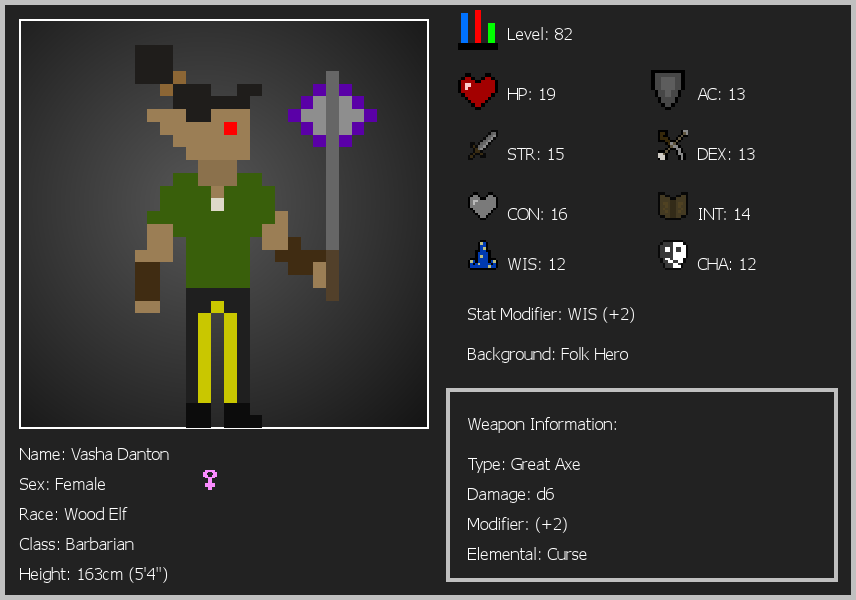 Level: 82
HP: 19
AC: 13
STR: 15
DEX: 13
CON: 16
INT: 14
WIS: 12
CHA: 12
Stat Modifier: WIS (+2)
Background: Folk Hero
Weapon Information:
Type: Great Axe
Damage: d6
Modifier: (+2)
Elemental: Curse
Name: Vasha Danton
Sex: Female
Race: Wood Elf
Class: Barbarian
Height: 163cm (5'4")